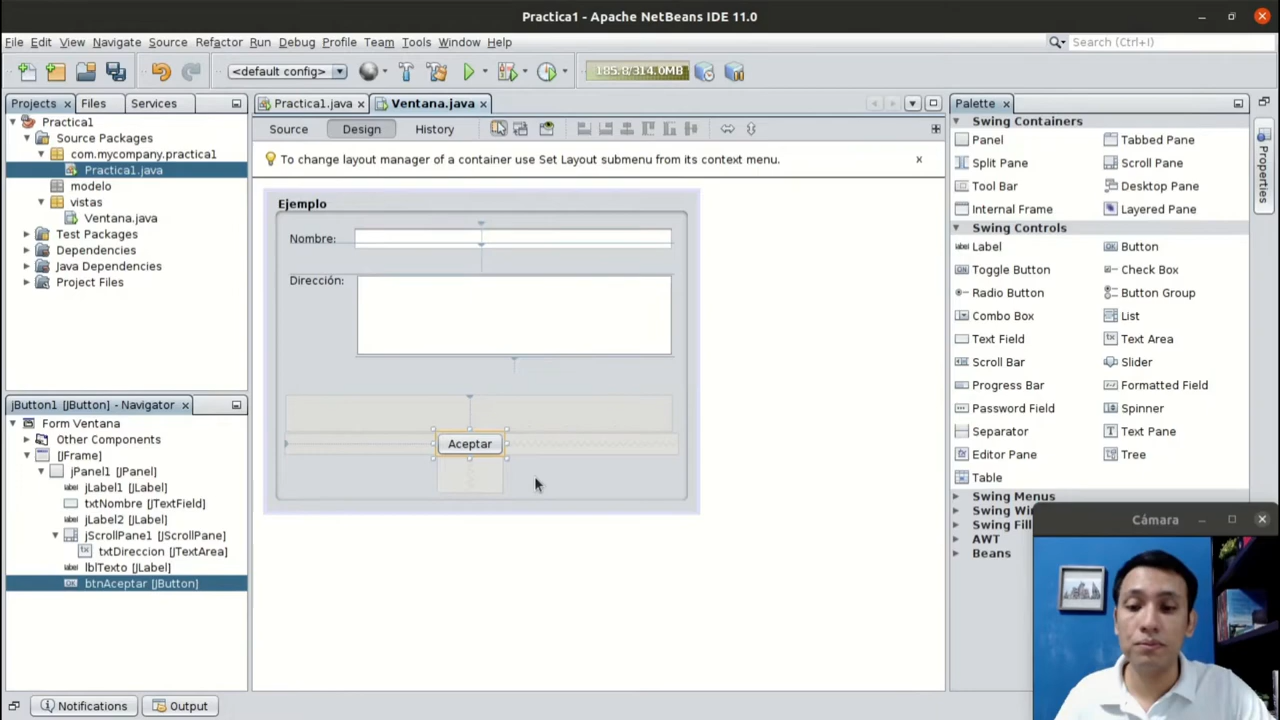 Practica1 - Apache NetBeans IDE 11.0
File Edit View Navigate Source Refactor Run Debug Profile Team Tools Window Help
Search (Ctrl+I)
<default config>
185.8/314.0MB
Projects Files Services
Practica1.java Ventana.java
Palette
Source Design History
To change layout manager of a container use Set Layout submenu from its context menu.
Practica1
Source Packages
com.mycompany.practica1
Practica1.java
modelo
vistas
Ventana.java
Test Packages
Dependencies
Java Dependencies
Project Files
jButton1 [JButton] - Navigator
Form Ventana
Other Components
[JFrame]
jPanel1 [JPanel]
jLabel1 [JLabel]
txtNombre [JTextField]
jLabel2 [JLabel]
jScrollPane1 [JScrollPane]
txtDireccion [JTextArea]
lblTexto [JLabel]
btnAceptar [JButton]
Ejemplo
Nombre:
Dirección:
Aceptar
Swing Containers
Panel Tabbed Pane
Split Pane Scroll Pane
Tool Bar Desktop Pane
Internal Frame Layered Pane
Swing Controls
label Label OK Button
OK Toggle Button Check Box
Radio Button Button Group
Combo Box List
Text Field Text Area
Scroll Bar Slider
Progress Bar Formatted Field
Password Field Spinner
Separator Text Pane
Editor Pane Tree
Table
Swing Menus
Swing Win
Swing Fill
AWT
Beans
Properties
Cámara
Notifications Output